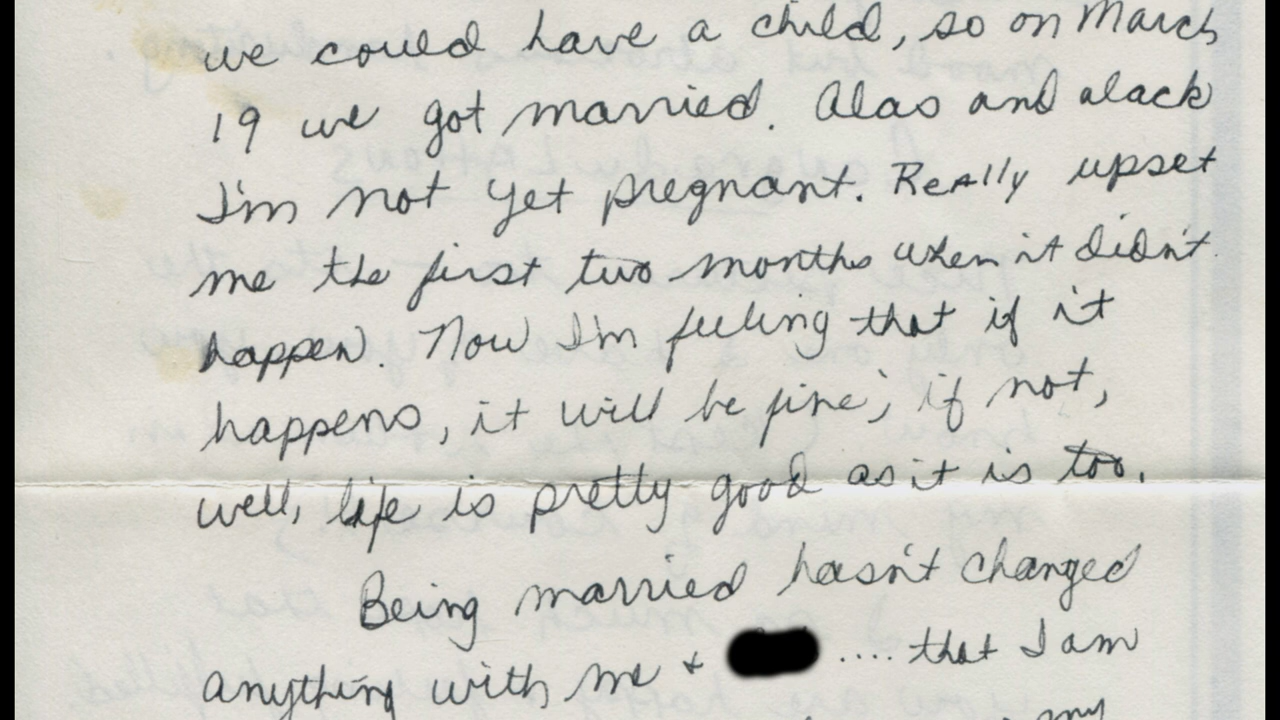 we could have a child, so on March
19 we got married. Alas and alack
I'm not yet pregnant. Really upset
me the first two months when it didn't
happen. Now I'm feeling that if it
happens, it will be fine; if not,
well, life is pretty good as it is too.
Being married hasn't changed
anything with me + .... that I am
my